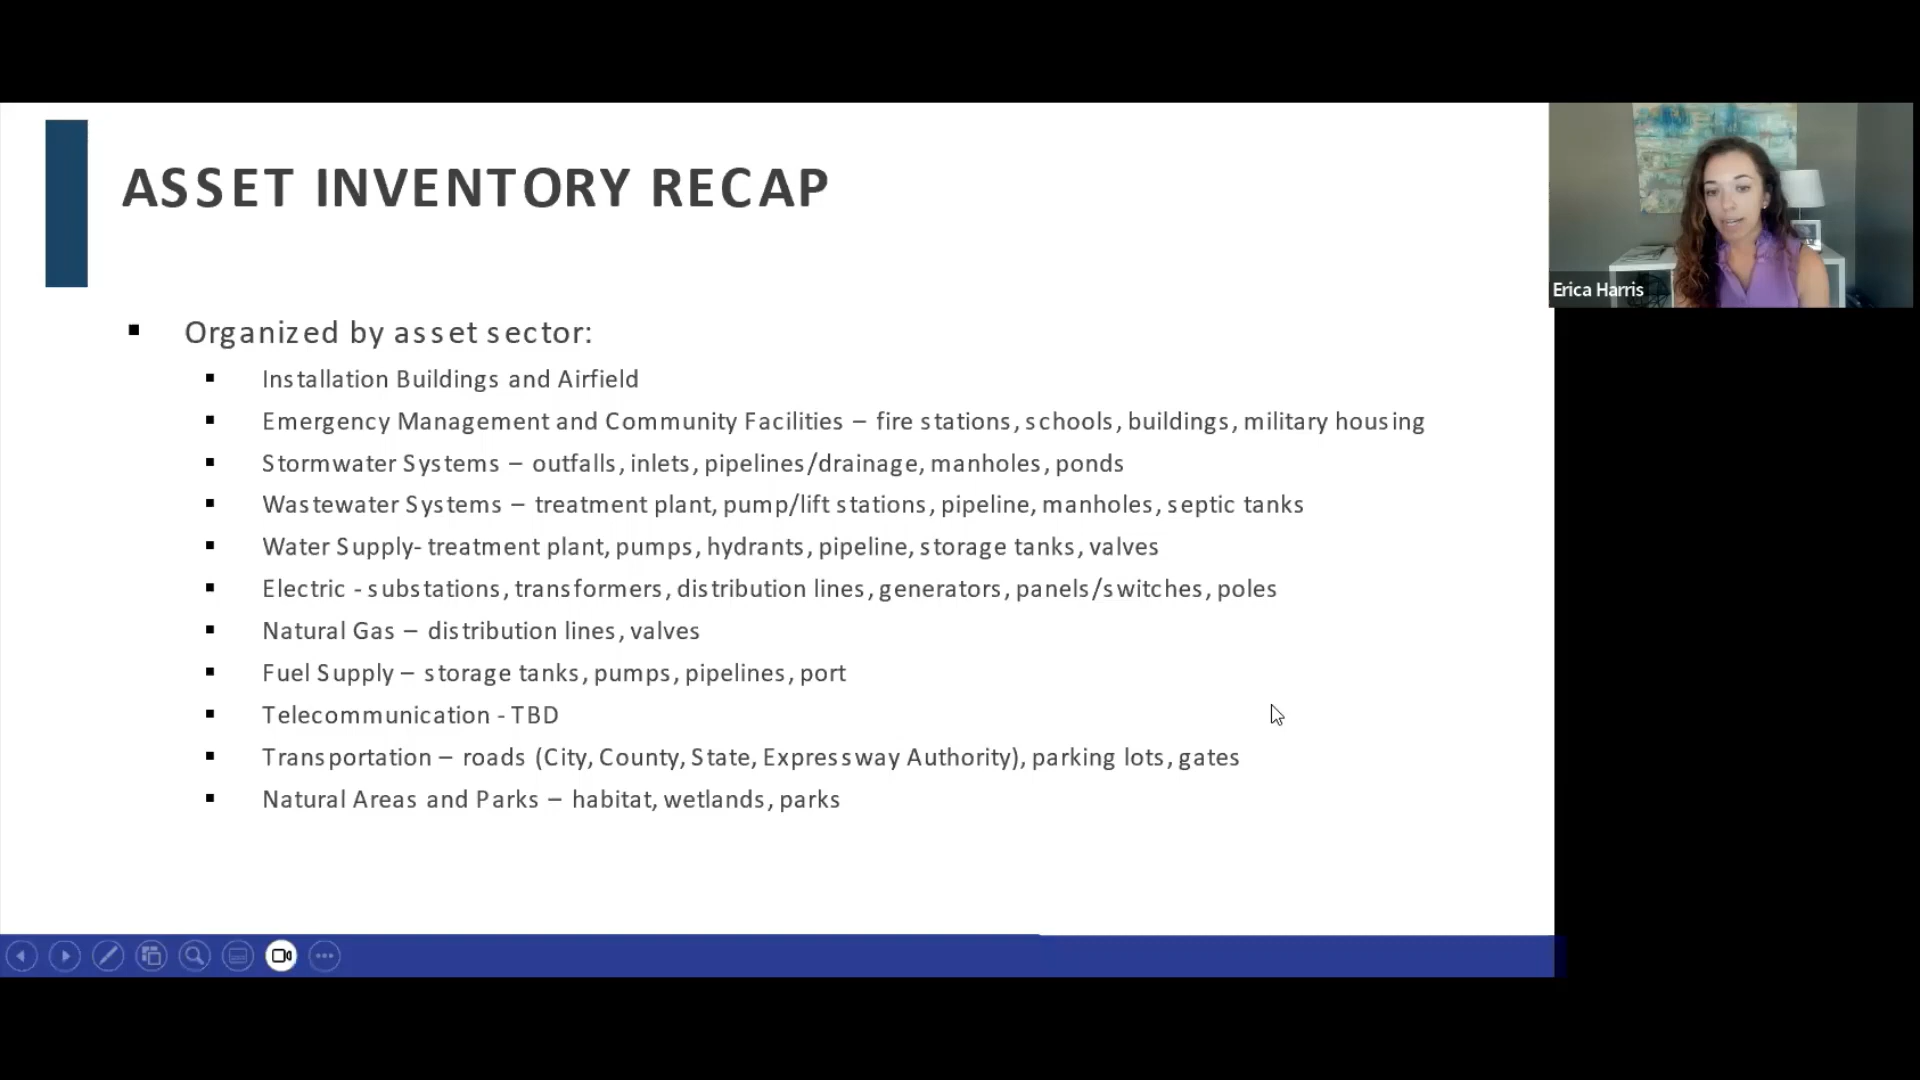 ASSET INVENTORY RECAP
Organized by asset sector:
Installation Buildings and Airfield
Emergency Management and Community Facilities – fire stations, schools, buildings, military housing
Stormwater Systems – outfalls, inlets, pipelines/drainage, manholes, ponds
Wastewater Systems – treatment plant, pump/lift stations, pipeline, manholes, septic tanks
Water Supply- treatment plant, pumps, hydrants, pipeline, storage tanks, valves
Electric - substations, transformers, distribution lines, generators, panels/switches, poles
Natural Gas – distribution lines, valves
Fuel Supply – storage tanks, pumps, pipelines, port
Telecommunication - TBD
Transportation – roads (City, County, State, Expressway Authority), parking lots, gates
Natural Areas and Parks – habitat, wetlands, parks
Erica Harris